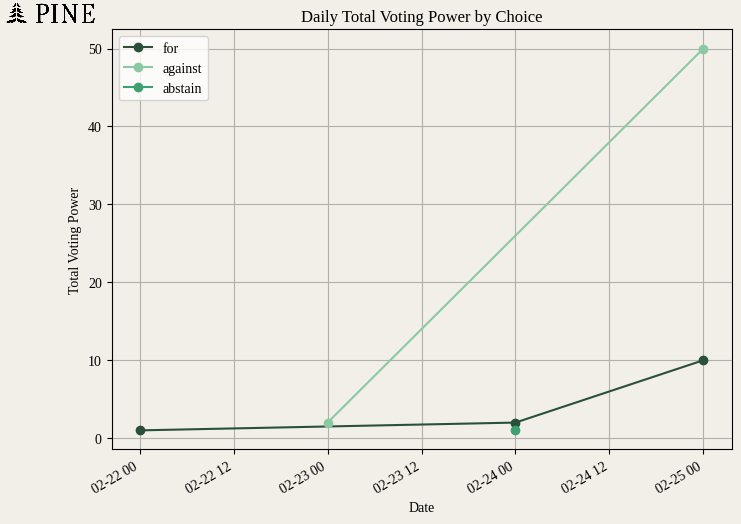 PINE
Daily Total Voting Power by Choice
for
against
abstain
Total Voting Power
50
40
30
20
10
0
02-22 00
02-22 12
02-23 00
02-23 12
02-24 00
02-24 12
02-25 00
Date